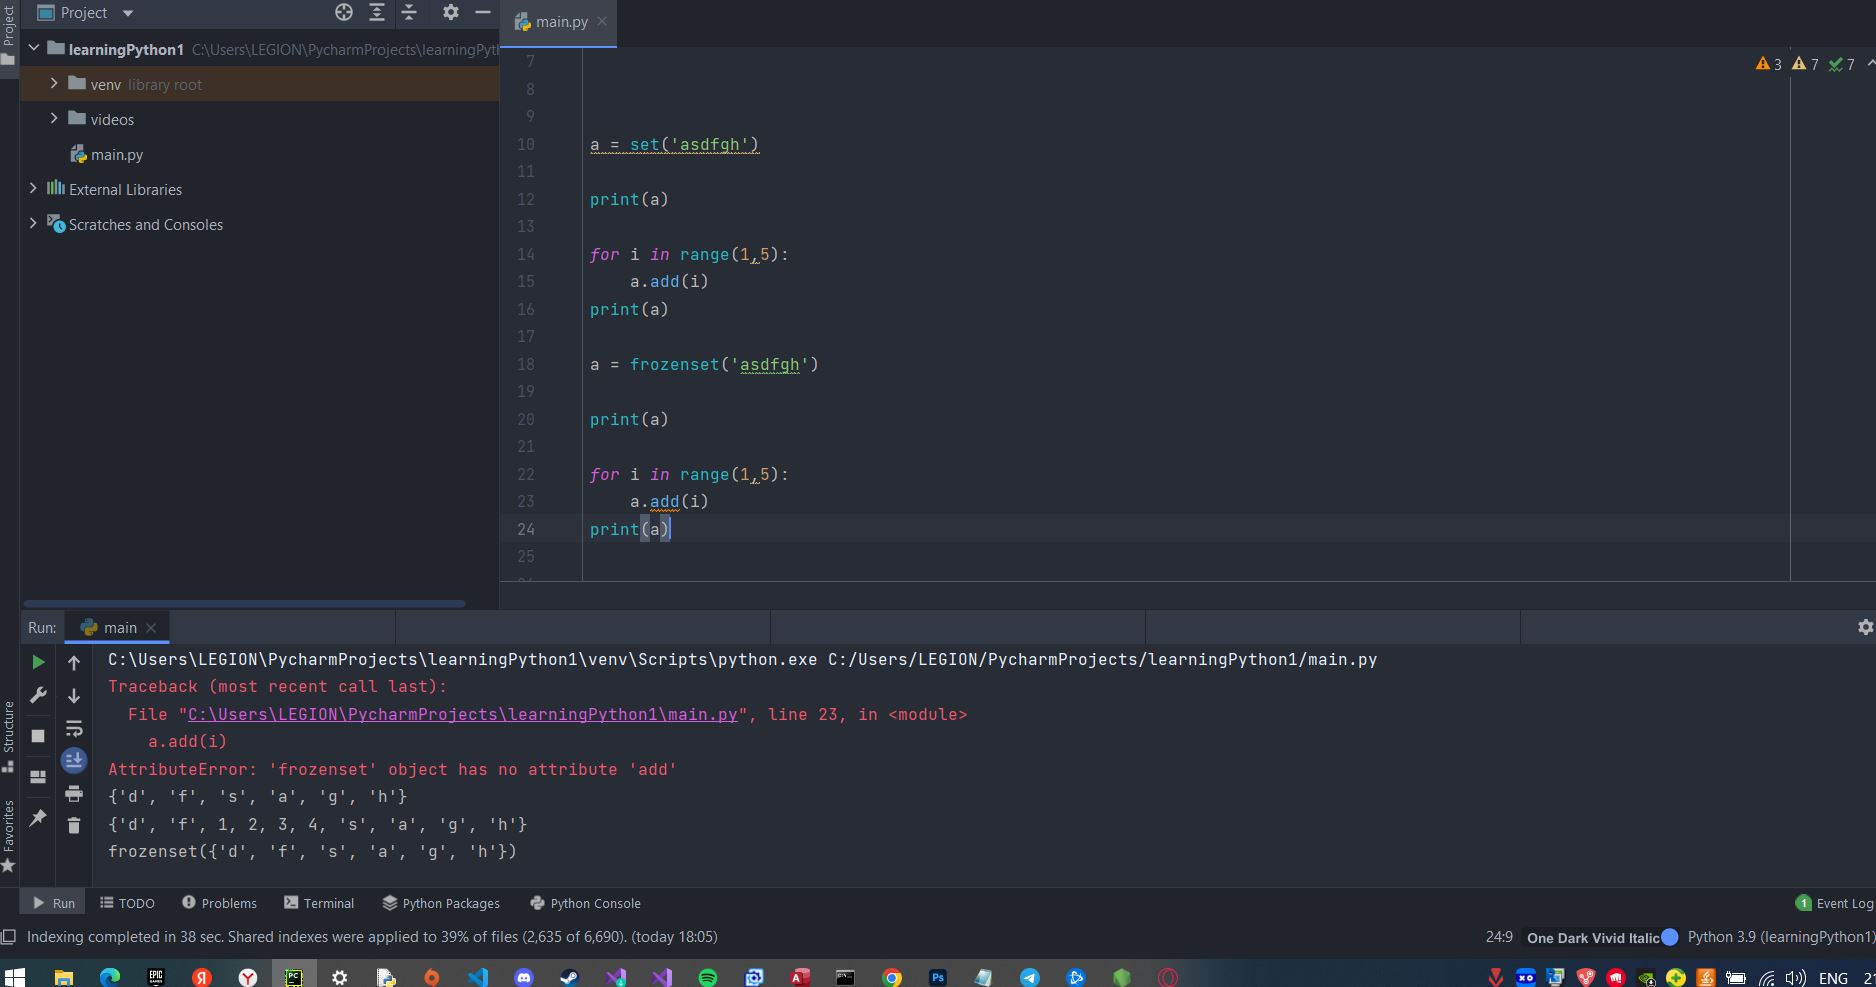 Project
Project
main.py
learningPython1 C:\Users\LEGION\PycharmProjects\learningPyth
venv library root
videos
main.py
External Libraries
Scratches and Consoles
3 7 7
7
8
9
10 a = set('asdfgh')
11
12 print(a)
13
14 for i in range(1,5):
15     a.add(i)
16 print(a)
17
18 a = frozenset('asdfgh')
19
20 print(a)
21
22 for i in range(1,5):
23     a.add(i)
24 print(a)
25
Run: main
C:\Users\LEGION\PycharmProjects\learningPython1\venv\Scripts\python.exe C:/Users/LEGION/PycharmProjects/learningPython1/main.py
Traceback (most recent call last):
  File "C:\Users\LEGION\PycharmProjects\learningPython1\main.py", line 23, in <module>
    a.add(i)
AttributeError: 'frozenset' object has no attribute 'add'
{'d', 'f', 's', 'a', 'g', 'h'}
{'d', 'f', 1, 2, 3, 4, 's', 'a', 'g', 'h'}
frozenset({'d', 'f', 's', 'a', 'g', 'h'})
Structure
Favorites
Run TODO Problems Terminal Python Packages Python Console 1 Event Log
Indexing completed in 38 sec. Shared indexes were applied to 39% of files (2,635 of 6,690). (today 18:05) 24:9 One Dark Vivid Italic Python 3.9 (learningPython1)
EPIC GAMES Я Y PC A Ps XO ENG